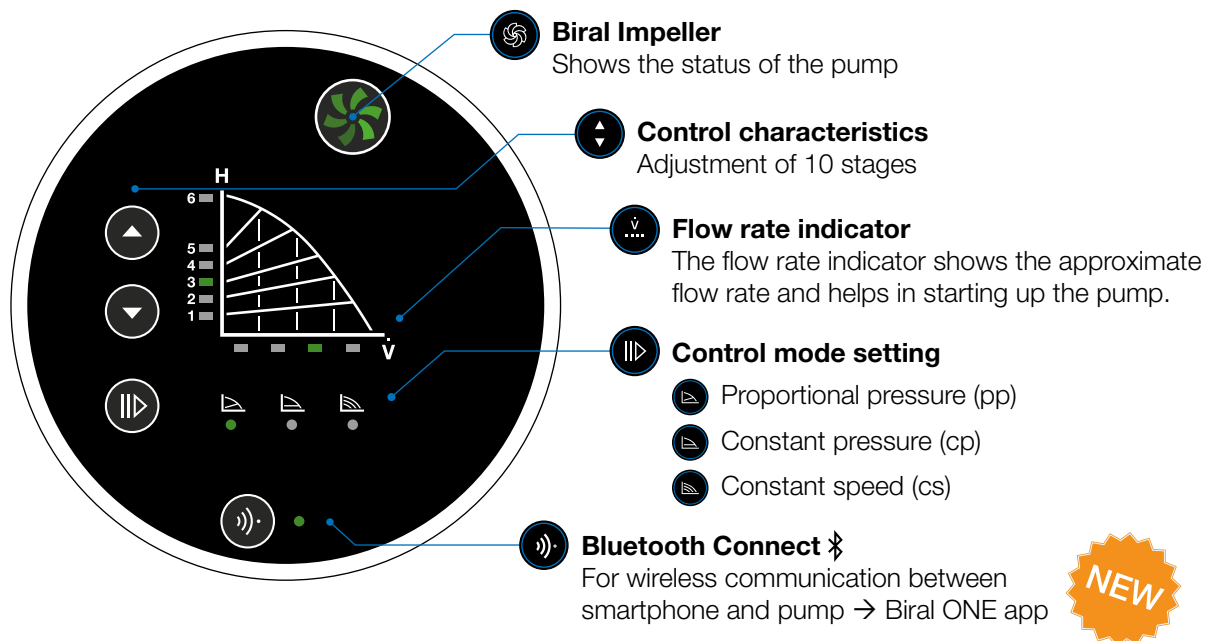 Biral Impeller
Shows the status of the pump
Control characteristics
Adjustment of 10 stages
H
6
5
4
3
2
1
V̇
V̇
Flow rate indicator
The flow rate indicator shows the approximate
flow rate and helps in starting up the pump.
Control mode setting
Proportional pressure (pp)
Constant pressure (cp)
Constant speed (cs)
Bluetooth Connect
For wireless communication between
smartphone and pump → Biral ONE app
NEW